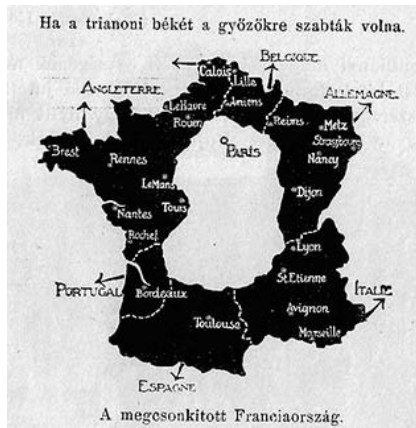 Ha a trianoni békét a győzőkre szabták volna.
BELGIQUE.
Calais
Lille
ANGLETERRE.
ALLEMAGNE.
LeHavre
Amiens
Rouen
Reims
Metz
Strasbourg
PARIS
Brest
Rennes
Nancy
LeMans
Dijon
Tours
Nantes
Rochef.
Lyon
PORTUGAL
St Etienne
ITALIE
Bordeaux
Avignon
Toulouse
Marseille
ESPAGNE
A megcsonkított Franciaország.